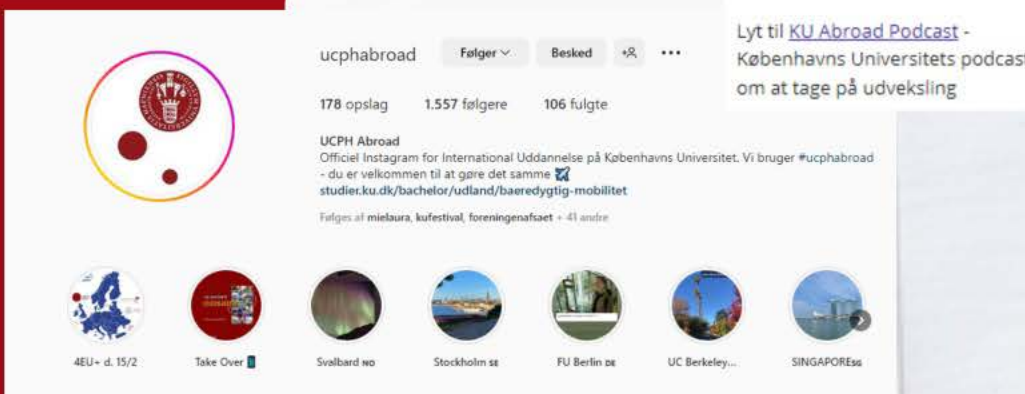 ucphabroad Følger Besked
178 opslag 1.557 følgere 106 fulgte
UCPH Abroad
Officiel Instagram for International Uddannelse på Københavns Universitet. Vi bruger #ucphabroad
- du er velkommen til at gøre det samme
studier.ku.dk/bachelor/udland/baeredygtig-mobilitet
Følges af mielaura, kufestival, foreningenafsaet + 41 andre
4EU+ d. 15/2
Take Over
Svalbard NO
Stockholm SE
FU Berlin DE
UC Berkeley...
SINGAPORESG
Lyt til KU Abroad Podcast -
Københavns Universitets podcast
om at tage på udveksling